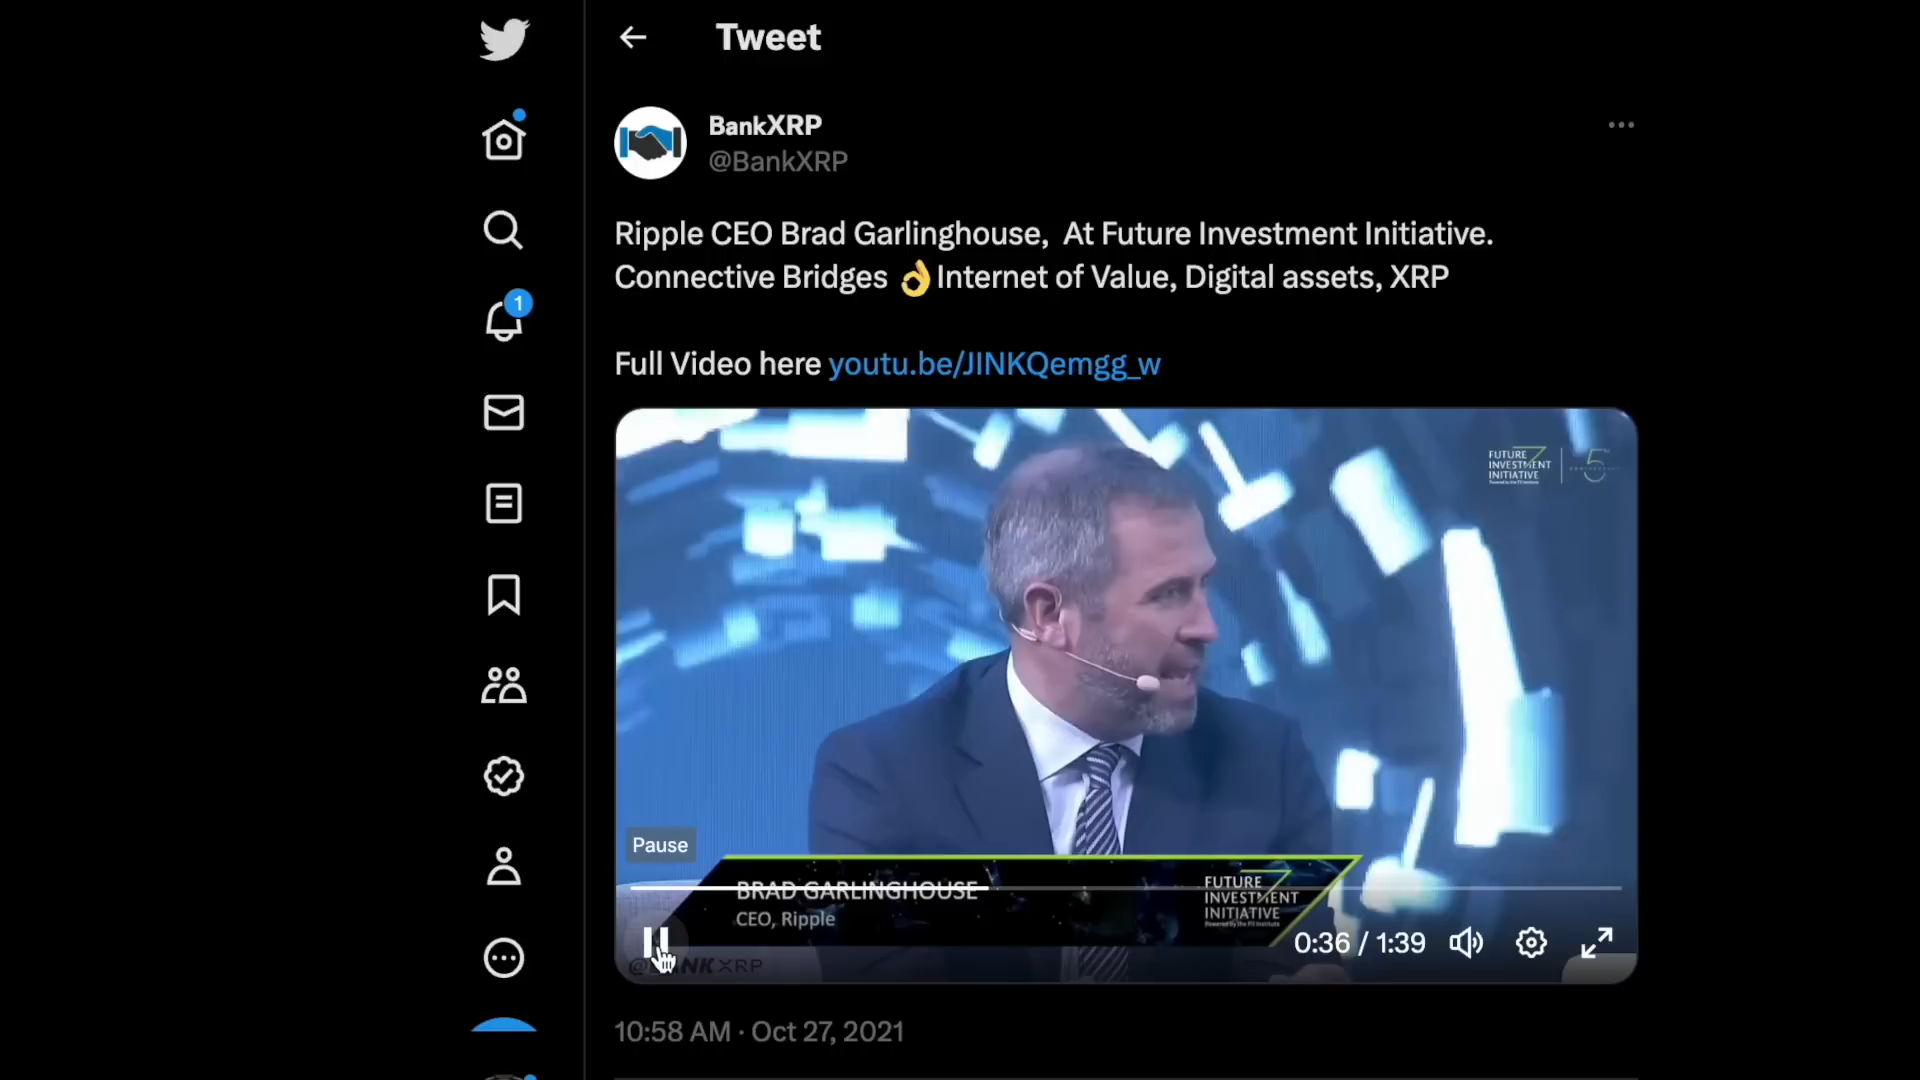 Tweet
BankXRP
@BankXRP
Ripple CEO Brad Garlinghouse, At Future Investment Initiative.
Connective Bridges 👌Internet of Value, Digital assets, XRP
Full Video here youtu.be/JINKQemgg_w
1
FUTURE
INVESTMENT
INITIATIVE
5
Pause
BRAD GARLINGHOUSE
CEO, Ripple
FUTURE
INVESTMENT
INITIATIVE
0:36 / 1:39
@BANKXRP
10:58 AM · Oct 27, 2021